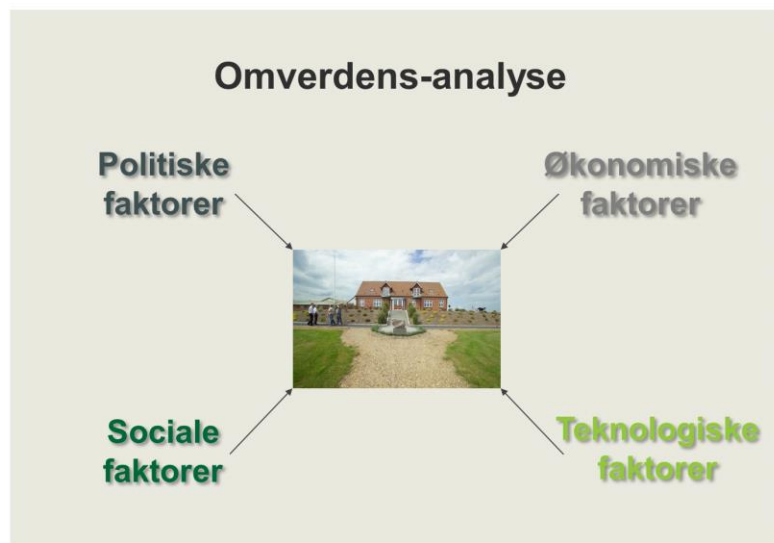 Omverdens-analyse
Politiske
faktorer
Økonomiske
faktorer
Sociale
faktorer
Teknologiske
faktorer